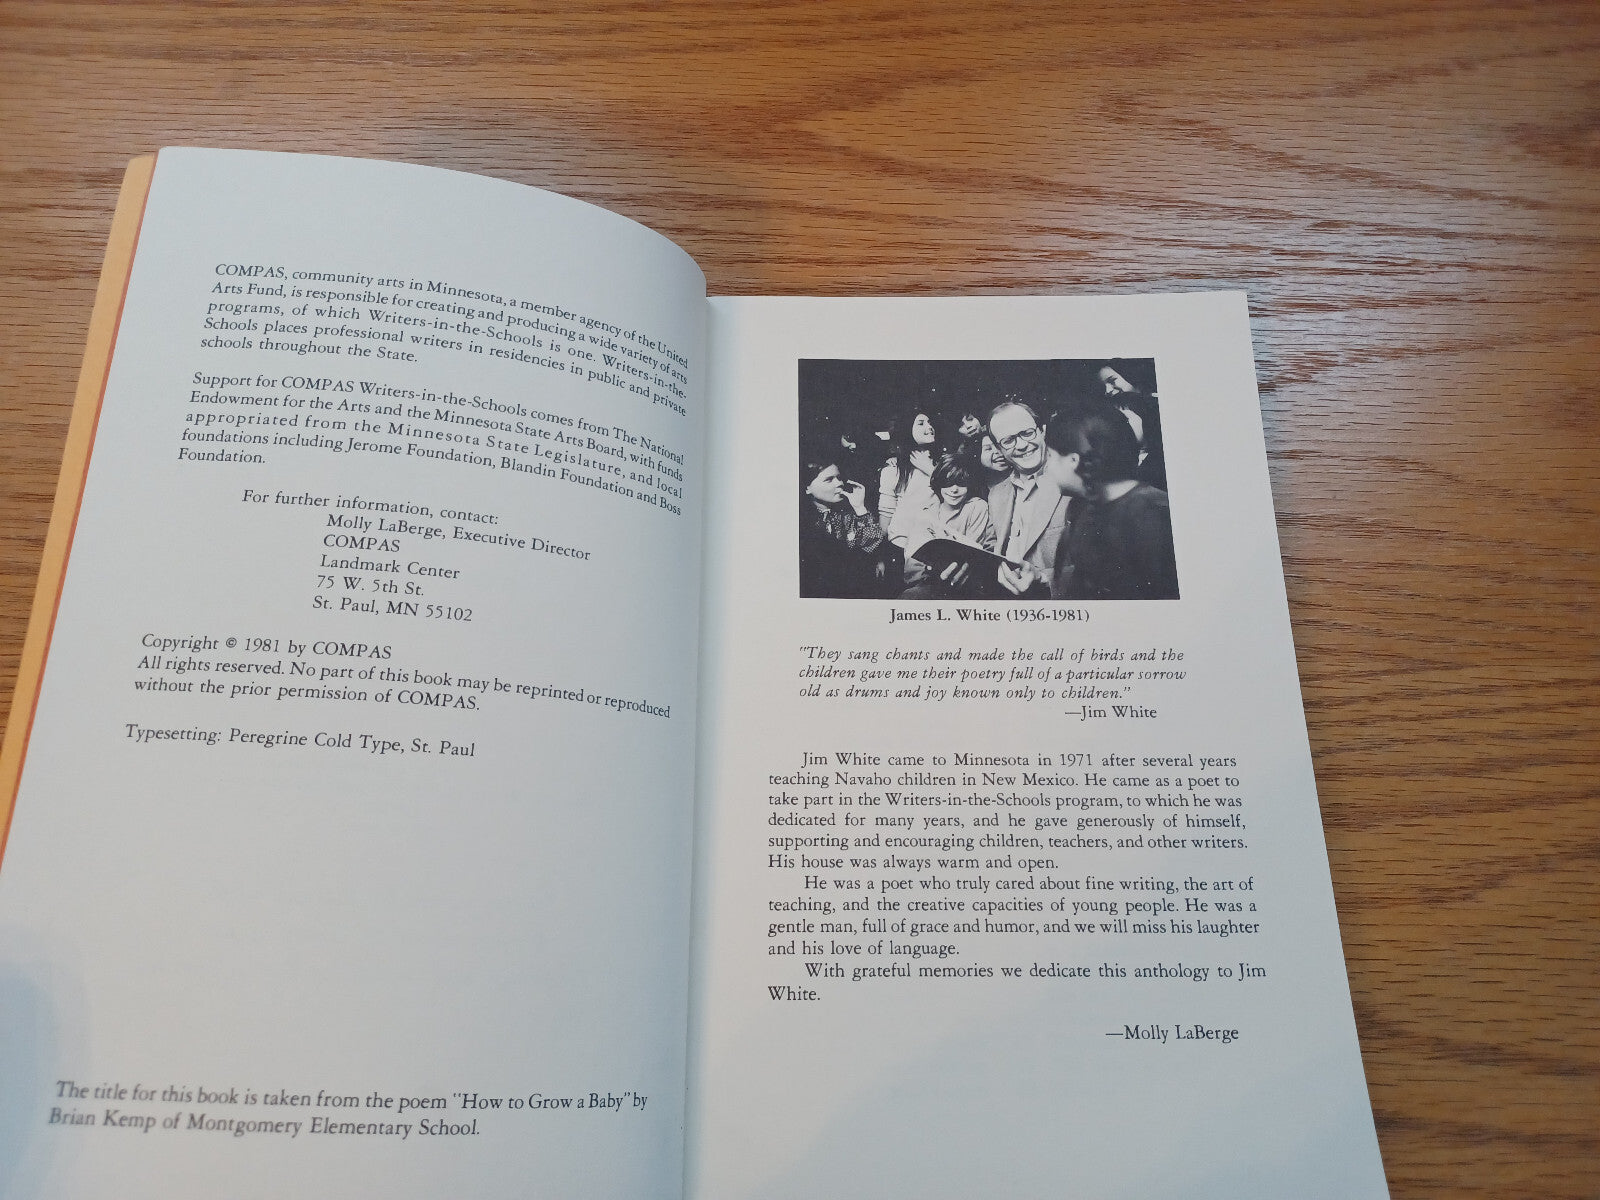 COMPAS, community arts in Minnesota, a member agency of the United
Arts Fund, is responsible for creating and producing a wide variety of arts
programs, of which Writers-in-the-Schools is one. Writers-in-the-
Schools places professional writers in residencies in public and private
schools throughout the State.
Support for COMPAS Writers-in-the-Schools comes from The National
Endowment for the Arts and the Minnesota State Arts Board, with funds
appropriated from the Minnesota State Legislature, and local
foundations including Jerome Foundation, Blandin Foundation and Boss
Foundation.
For further information, contact:
Molly LaBerge, Executive Director
COMPAS
Landmark Center
75 W. 5th St.
St. Paul, MN 55102
Copyright © 1981 by COMPAS
All rights reserved. No part of this book may be reprinted or reproduced
without the prior permission of COMPAS.
Typesetting: Peregrine Cold Type, St. Paul
The title for this book is taken from the poem "How to Grow a Baby" by
Brian Kemp of Montgomery Elementary School.
James L. White (1936-1981)
"They sang chants and made the call of birds and the
children gave me their poetry full of a particular sorrow
old as drums and joy known only to children."
—Jim White
Jim White came to Minnesota in 1971 after several years
teaching Navaho children in New Mexico. He came as a poet to
take part in the Writers-in-the-Schools program, to which he was
dedicated for many years, and he gave generously of himself,
supporting and encouraging children, teachers, and other writers.
His house was always warm and open.
He was a poet who truly cared about fine writing, the art of
teaching, and the creative capacities of young people. He was a
gentle man, full of grace and humor, and we will miss his laughter
and his love of language.
With grateful memories we dedicate this anthology to Jim
White.
—Molly LaBerge